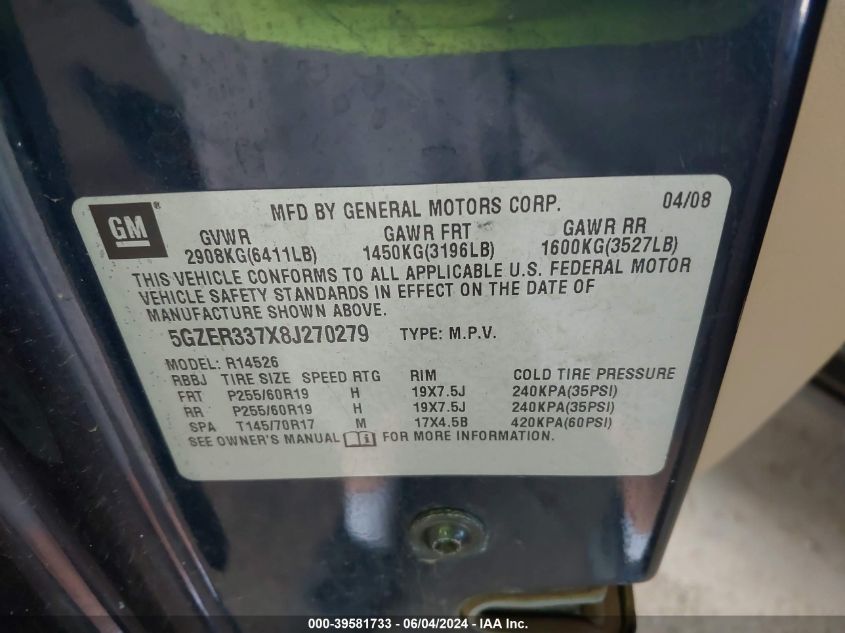 GM ® MFD BY GENERAL MOTORS CORP. 04/08
GVWR GAWR FRT GAWR RR
2908KG(6411LB) 1450KG(3196LB) 1600KG(3527LB)
THIS VEHICLE CONFORMS TO ALL APPLICABLE U.S. FEDERAL MOTOR
VEHICLE SAFETY STANDARDS IN EFFECT ON THE DATE OF
MANUFACTURE SHOWN ABOVE.
5GZER337X8J270279 TYPE: M.P.V.
MODEL: R14526
RBBJ TIRE SIZE SPEED RTG RIM COLD TIRE PRESSURE
FRT P255/60R19 H 19X7.5J 240KPA(35PSI)
RR P255/60R19 H 19X7.5J 240KPA(35PSI)
SPA T145/70R17 M 17X4.5B 420KPA(60PSI)
SEE OWNER'S MANUAL FOR MORE INFORMATION.
000-39581733 - 06/04/2024 - IAA Inc.